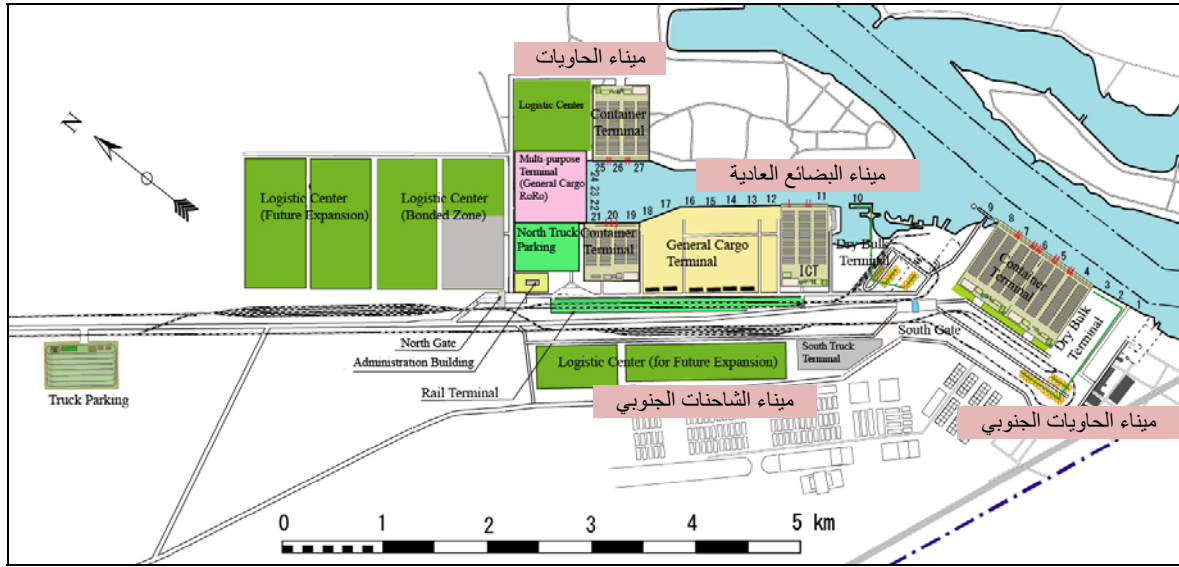 ميناء الحاويات
N
Logistic Center
Container
Terminal
25 26 27
Multi-purpose
Terminal
(General Cargo
RoRo)
24
23
22
21 20 19 18 17 16 15 14 13 12 11 10
ميناء البضائع العادية
Logistic Center
(Future Expansion)
Logistic Center
(Bonded Zone)
North Truck
Parking
Container
Terminal
General Cargo
Terminal
ICT
Dry Bulk
Terminal
9 8 7 6 5 4 3 2 1
Container
Terminal
Dry Bulk
Terminal
South Gate
North Gate
Administration Building
Rail Terminal
Logistic Center (for Future Expansion)
South Truck
Terminal
Truck Parking
ميناء الشاحنات الجنوبي
ميناء الحاويات الجنوبي
0 1 2 3 4 5 km